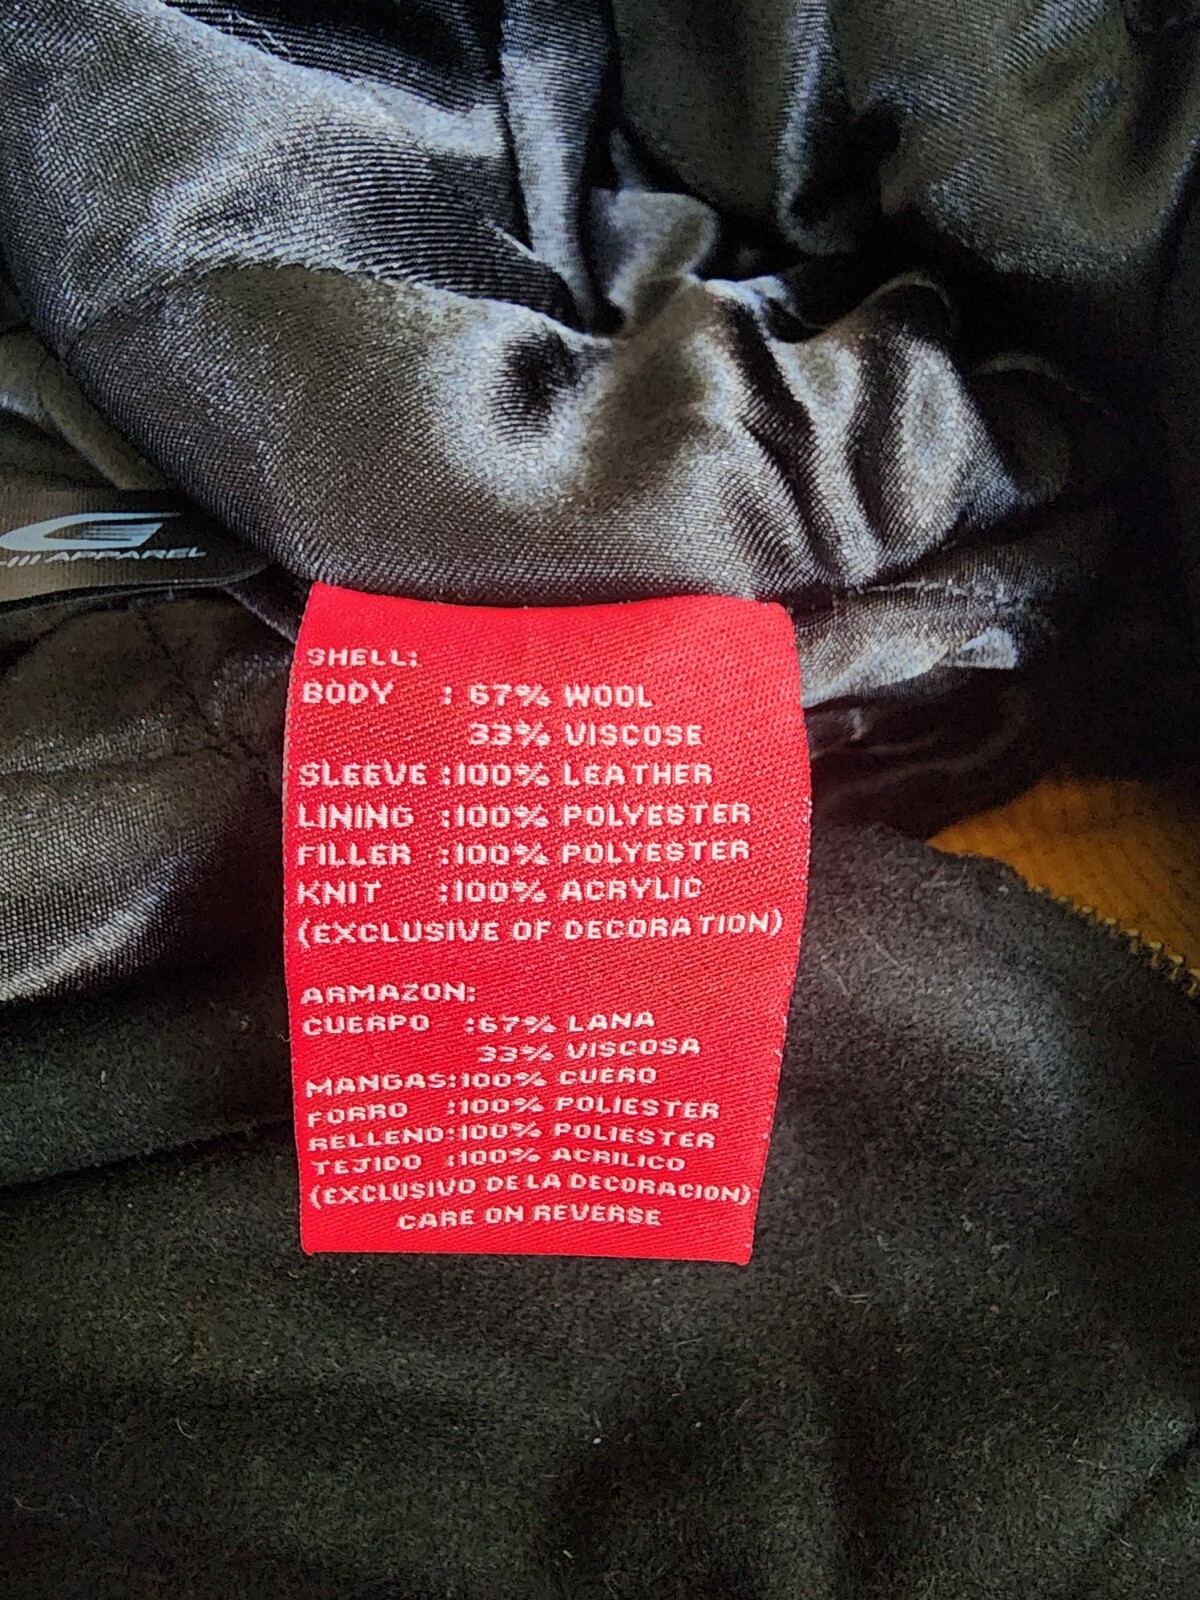 G
-III APPAREL
SHELL:
BODY : 67% WOOL
33% VISCOSE
SLEEVE :100% LEATHER
LINING :100% POLYESTER
FILLER :100% POLYESTER
KNIT :100% ACRYLIC
(EXCLUSIVE OF DECORATION)
ARMAZON:
CUERPO :67% LANA
33% VISCOSA
MANGAS:100% CUERO
FORRO :100% POLIESTER
RELLENO:100% POLIESTER
TEJIDO :100% ACRILICO
(EXCLUSIVO DE LA DECORACION)
CARE ON REVERSE